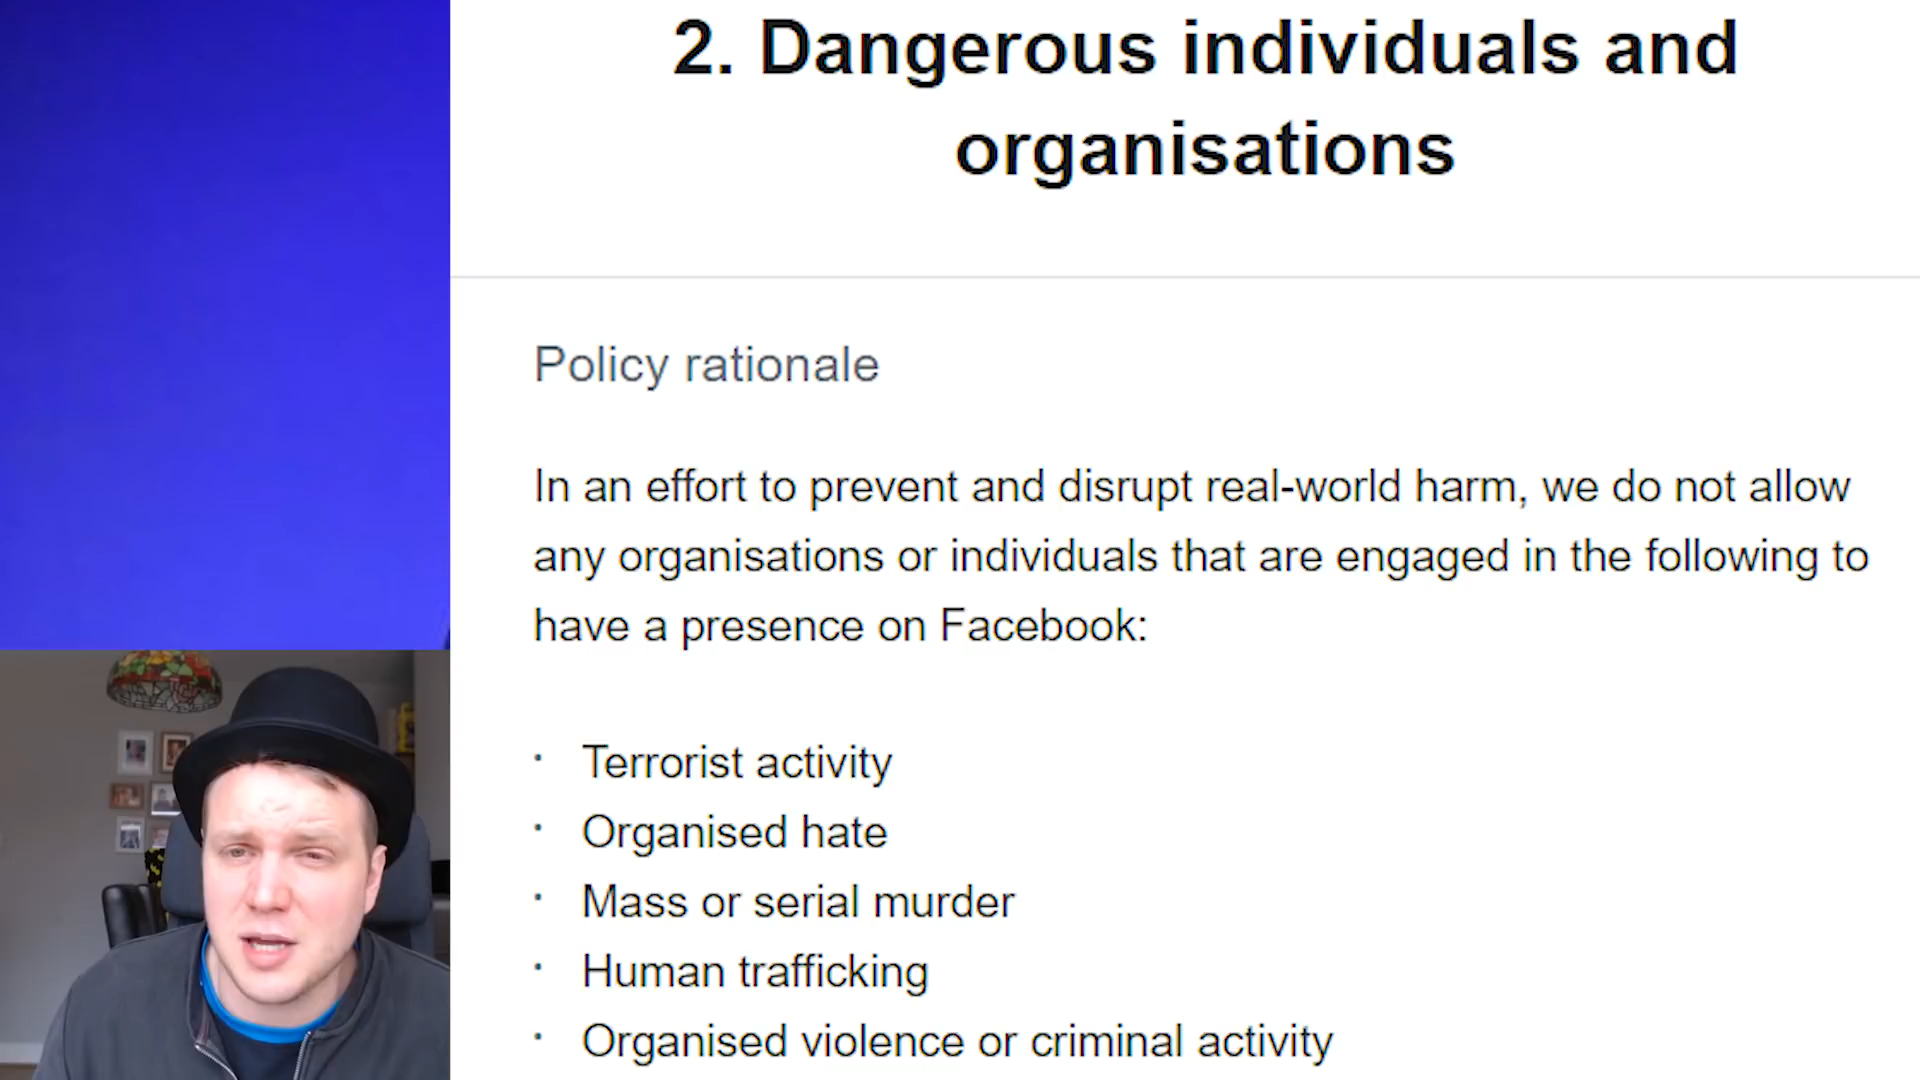 2. Dangerous individuals and
organisations
Policy rationale
In an effort to prevent and disrupt real-world harm, we do not allow
any organisations or individuals that are engaged in the following to
have a presence on Facebook:
· Terrorist activity
· Organised hate
· Mass or serial murder
· Human trafficking
· Organised violence or criminal activity